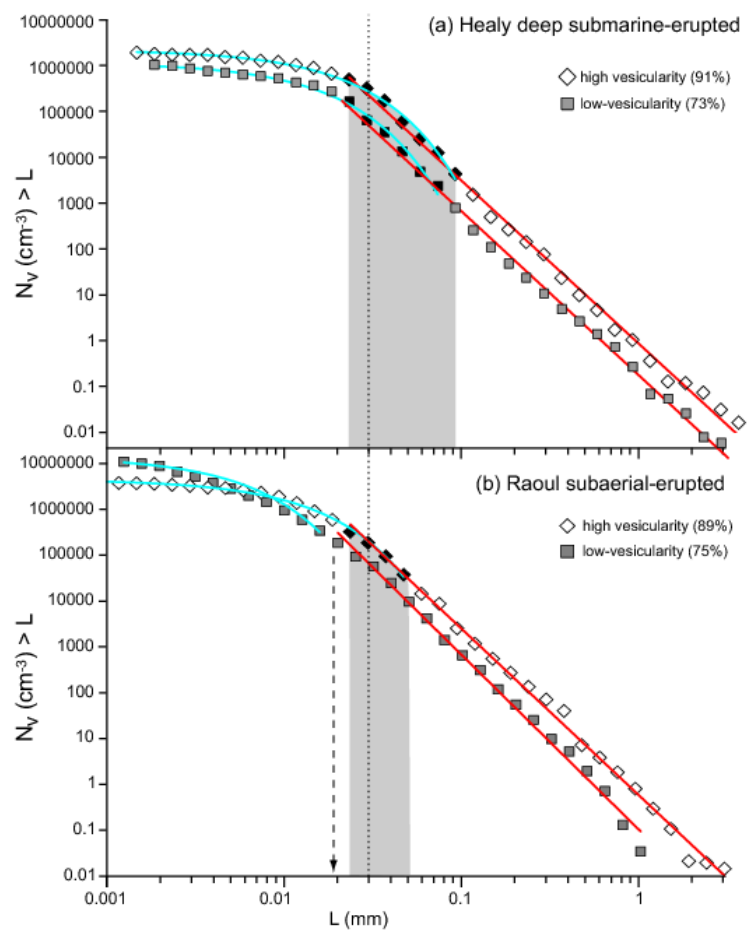 (a) Healy deep submarine-erupted
high vesicularity (91%)
low-vesicularity (73%)
10000000
1000000
100000
10000
1000
100
10
1
0.1
0.01
Nv (cm-3) > L
(b) Raoul subaerial-erupted
high vesicularity (89%)
low-vesicularity (75%)
10000000
1000000
100000
10000
1000
100
10
1
0.1
0.01
Nv (cm-3) > L
0.001
0.01
0.1
1
L (mm)